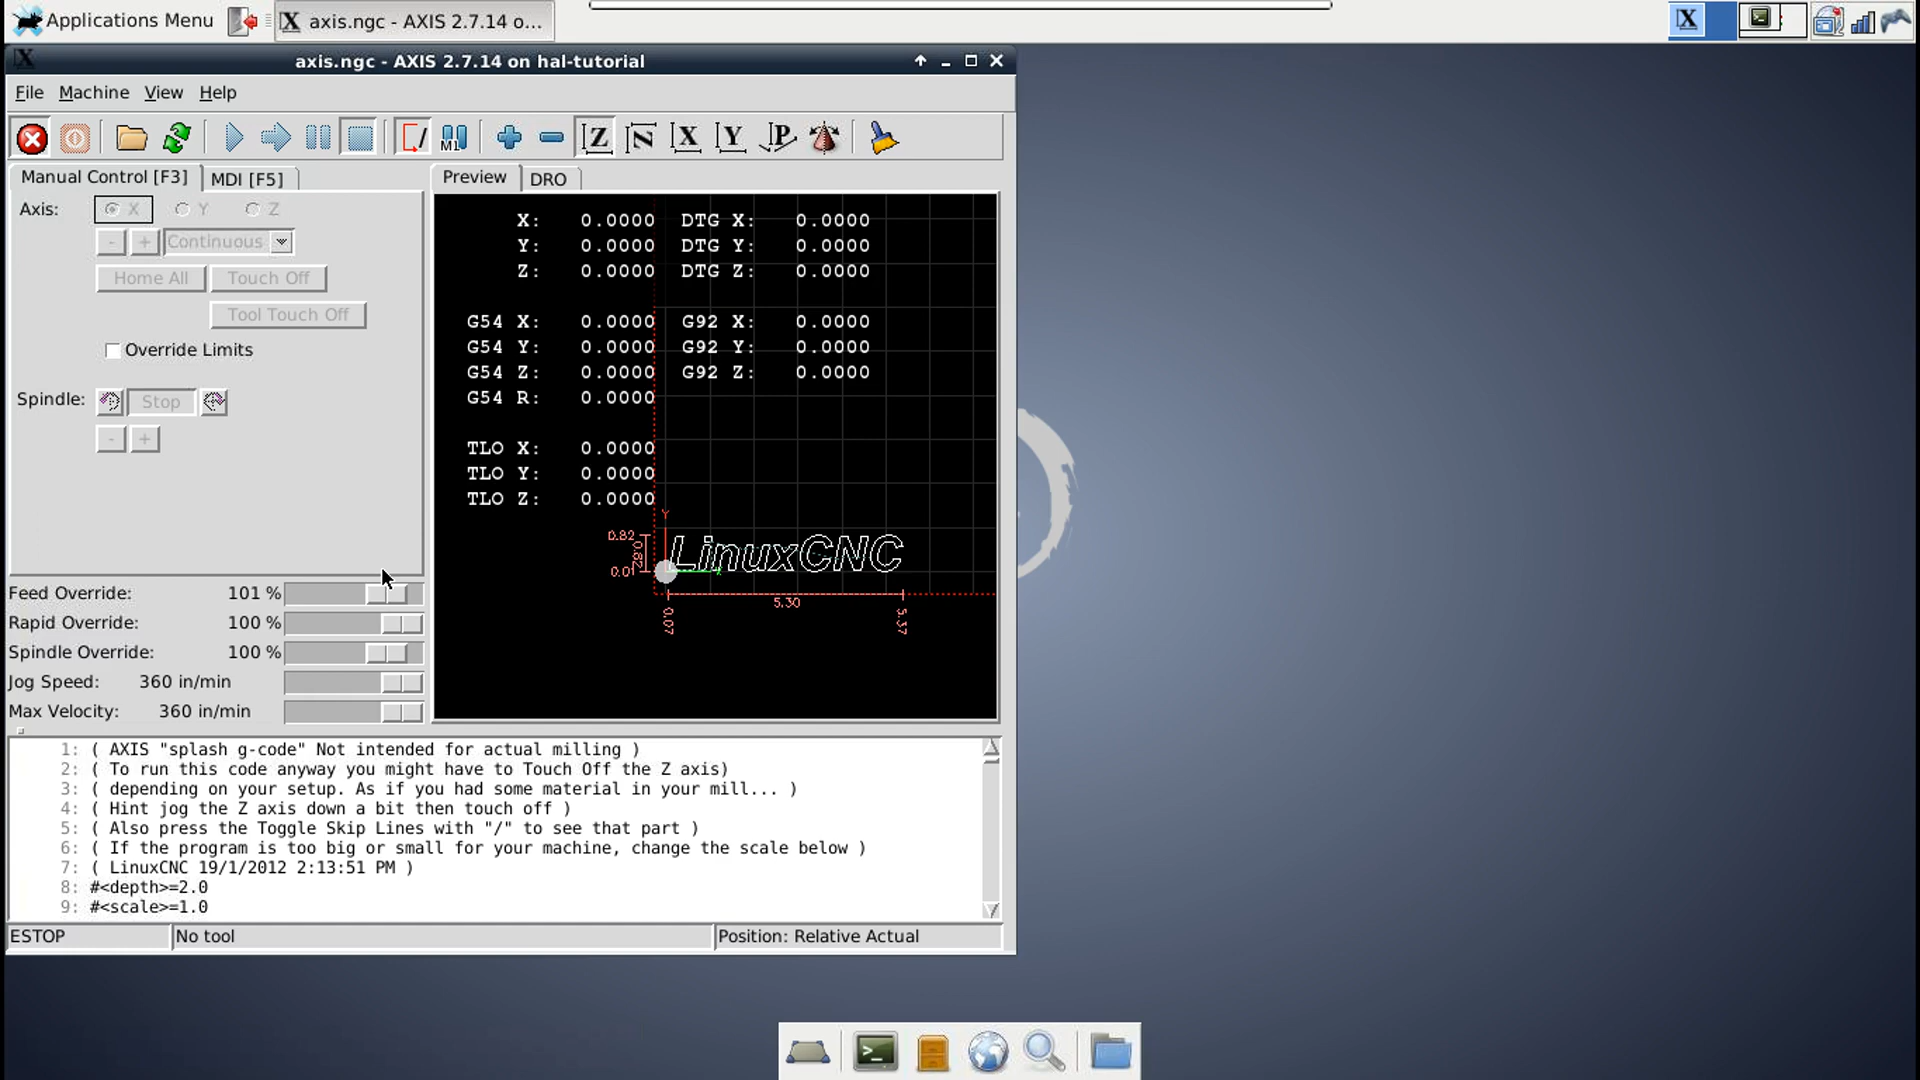 Applications Menu
axis.ngc - AXIS 2.7.14 o...
axis.ngc - AXIS 2.7.14 on hal-tutorial
File Machine View Help
M1 Z N X Y P
Manual Control [F3] MDI [F5]
Preview DRO
Axis: X Y Z
- + Continuous
Home All Touch Off
Tool Touch Off
Override Limits
Spindle: Stop
- +
Feed Override: 101 %
Rapid Override: 100 %
Spindle Override: 100 %
Jog Speed: 360 in/min
Max Velocity: 360 in/min
X: 0.0000 DTG X: 0.0000
Y: 0.0000 DTG Y: 0.0000
Z: 0.0000 DTG Z: 0.0000
G54 X: 0.0000 G92 X: 0.0000
G54 Y: 0.0000 G92 Y: 0.0000
G54 Z: 0.0000 G92 Z: 0.0000
G54 R: 0.0000
TLO X: 0.0000
TLO Y: 0.0000
TLO Z: 0.0000
Y
0.82
LinuxCNC
0.01
5.30
0.07 5.37
1: ( AXIS "splash g-code" Not intended for actual milling )
2: ( To run this code anyway you might have to Touch Off the Z axis)
3: ( depending on your setup. As if you had some material in your mill... )
4: ( Hint jog the Z axis down a bit then touch off )
5: ( Also press the Toggle Skip Lines with "/" to see that part )
6: ( If the program is too big or small for your machine, change the scale below )
7: ( LinuxCNC 19/1/2012 2:13:51 PM )
8: #<depth>=2.0
9: #<scale>=1.0
ESTOP No tool Position: Relative Actual